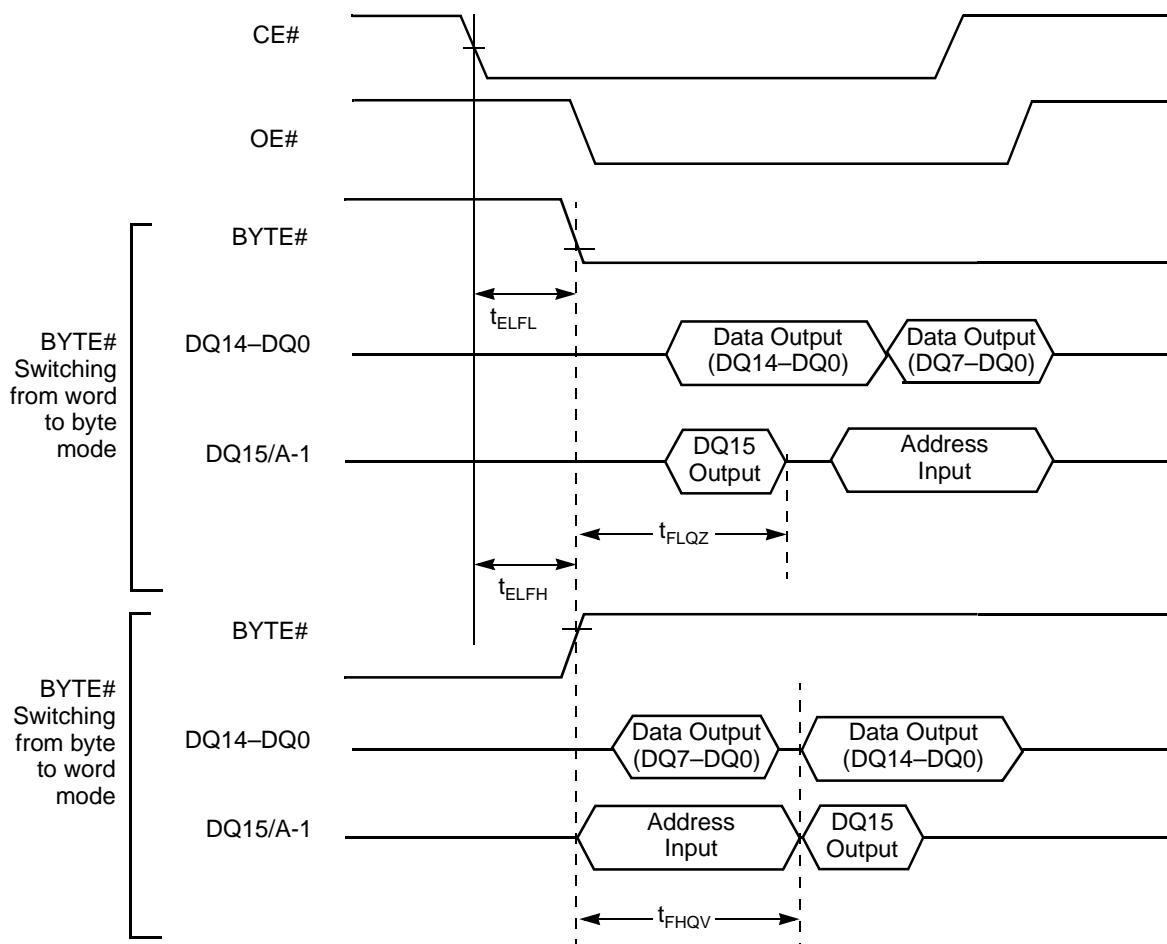 CE#
OE#
BYTE#
tELFL
BYTE#
Switching
from word
to byte
mode
DQ14–DQ0
Data Output
(DQ14–DQ0)
Data Output
(DQ7–DQ0)
DQ15/A-1
DQ15
Output
Address
Input
tFLQZ
tELFH
BYTE#
BYTE#
Switching
from byte
to word
mode
DQ14–DQ0
Data Output
(DQ7–DQ0)
Data Output
(DQ14–DQ0)
DQ15/A-1
Address
Input
DQ15
Output
tFHQV